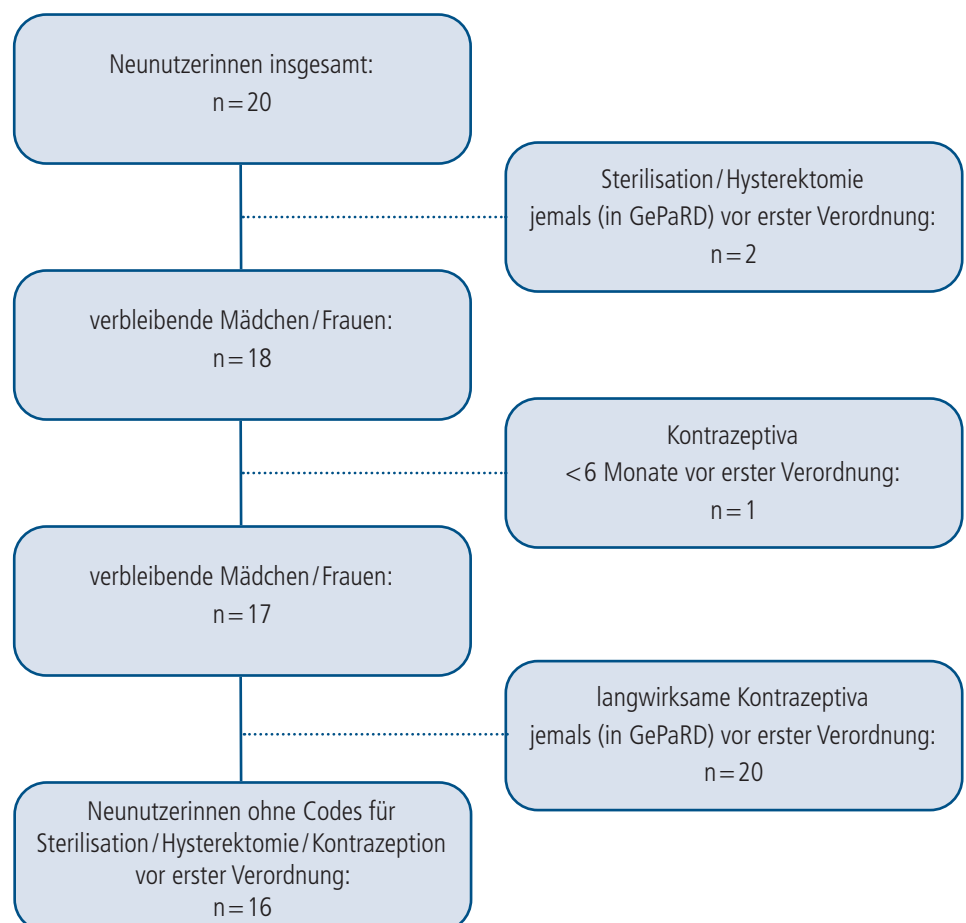 Neunutzerinnen insgesamt:
n = 20
Sterilisation / Hysterektomie
jemals (in GePaRD) vor erster Verordnung:
n = 2
verbleibende Mädchen / Frauen:
n = 18
Kontrazeptiva
< 6 Monate vor erster Verordnung:
n = 1
verbleibende Mädchen / Frauen:
n = 17
langwirksame Kontrazeptiva
jemals (in GePaRD) vor erster Verordnung:
n = 20
Neunutzerinnen ohne Codes für
Sterilisation / Hysterektomie / Kontrazeption
vor erster Verordnung:
n = 16